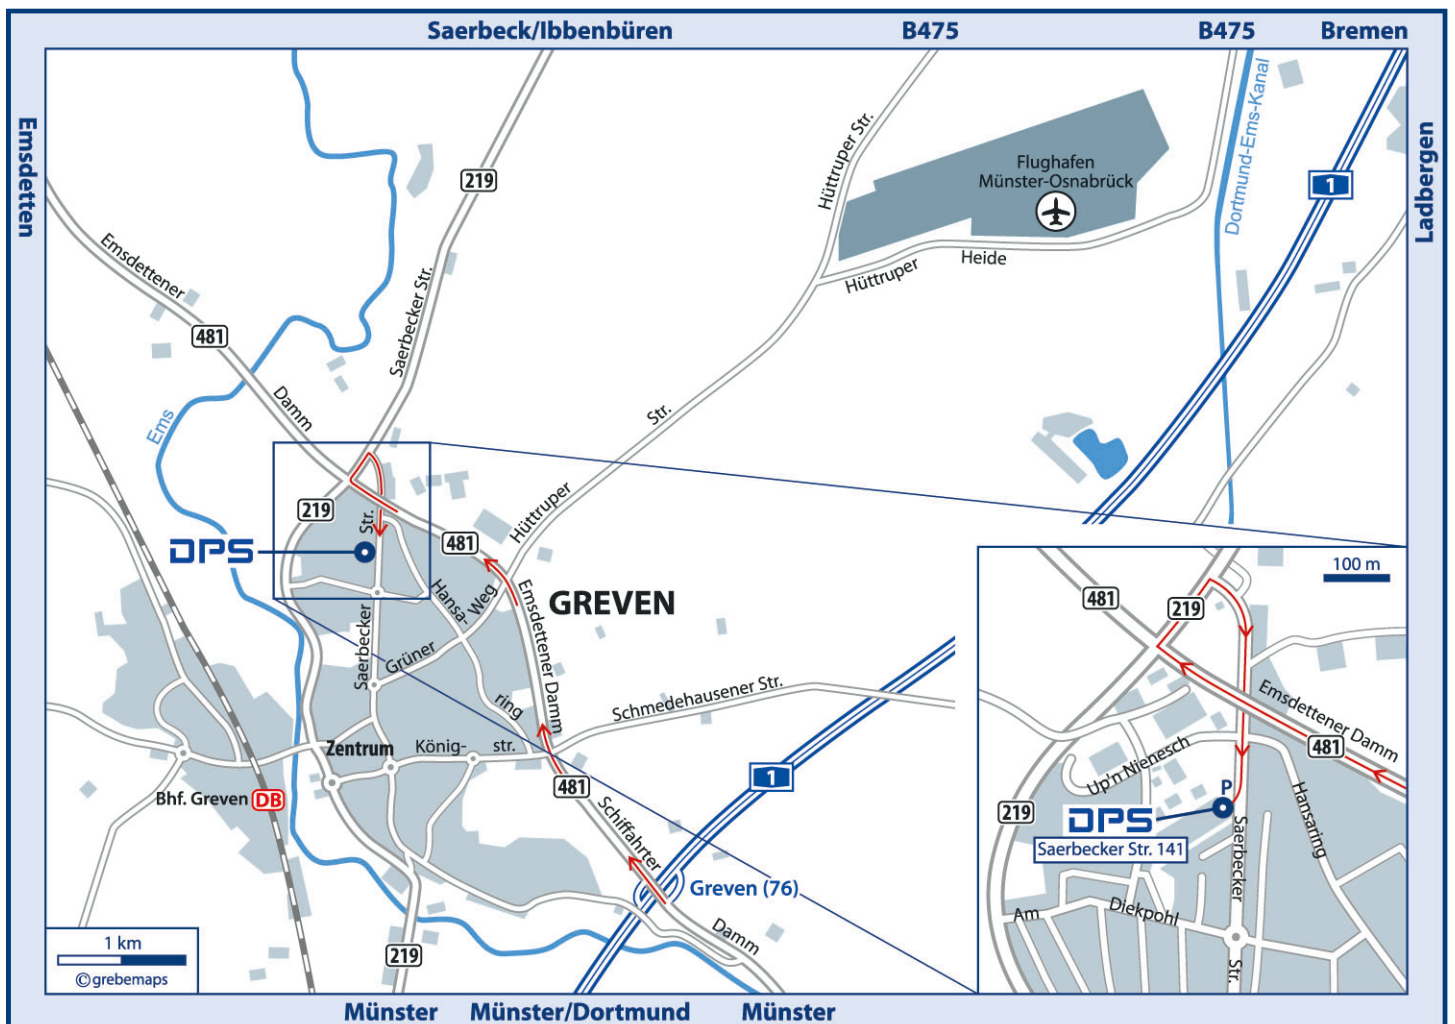 Saerbeck/Ibbenbüren
B475
B475
Bremen
Emsdetten
Ladbergen
219
Hüttruper Str.
Flughafen
Münster-Osnabrück
Dortmund-Ems-Kanal
1
Emsdettener
481
Damm
Saerbecker Str.
Hüttruper
Heide
Ems
Str.
Hüttruper
219
Str.
481
DPS
GREVEN
Hansa-
Weg
Emsdettener Damm
Saerbecker
Grüner
ring
Schmedehausener Str.
Zentrum
König-
str.
481
1
Bhf. Greven
DB
Schiffahrter
Greven (76)
Damm
219
1 km
©grebemaps
100 m
481
219
Emsdettener Damm
481
Up'n Nienesch
P
Hansaring
219
DPS
Saerbecker Str. 141
Saerbecker
Am
Diekpohl
Str.
Münster
Münster/Dortmund
Münster